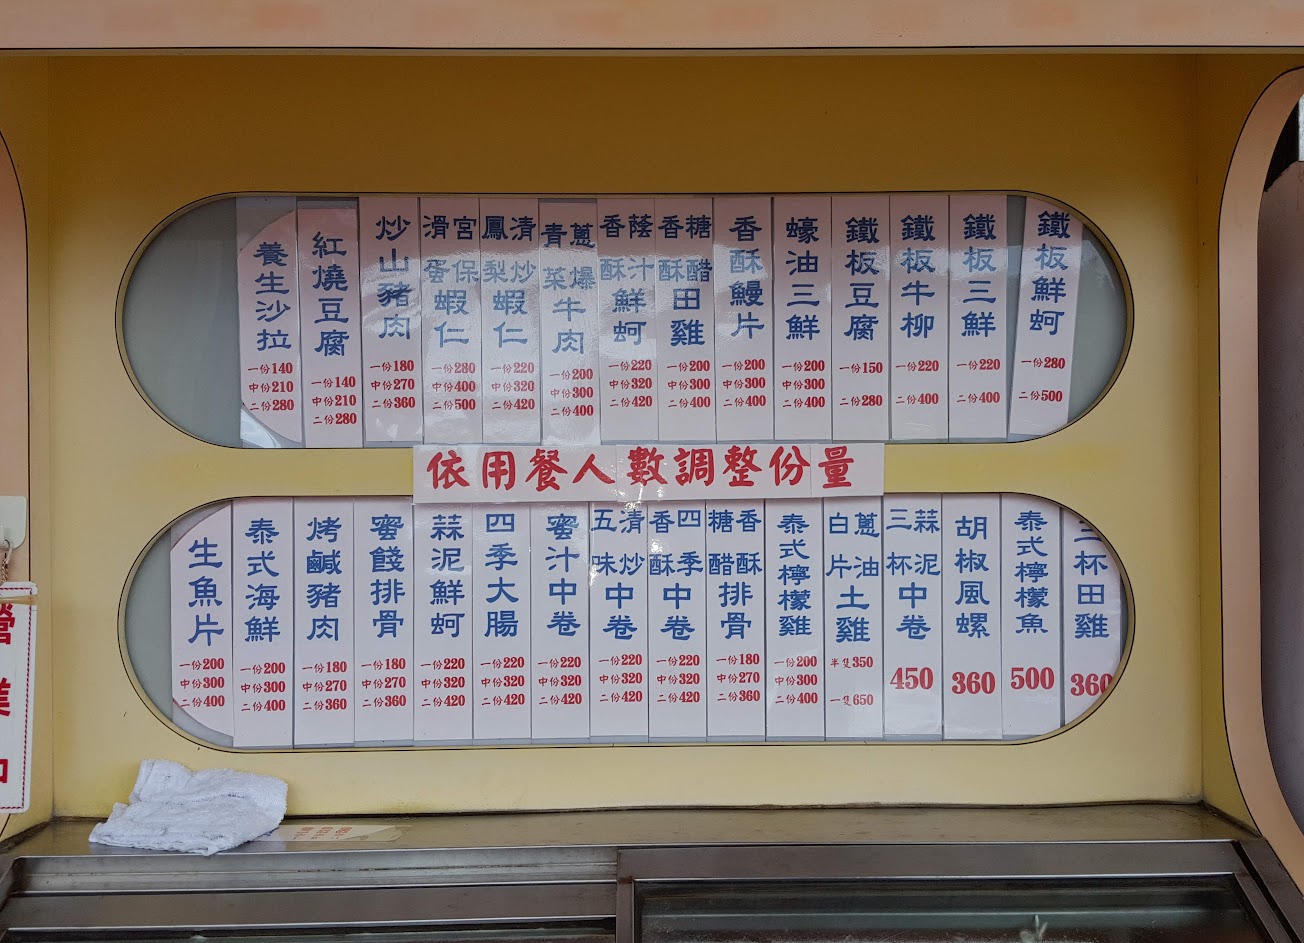 鐵板鮮蚵
一份280
二份500
鐵板三鮮
一份220
二份400
鐵板牛柳
一份220
二份400
鐵板豆腐
一份150
二份280
蠔油三鮮
一份200
中份300
二份400
香酥鰻片
一份200
中份300
二份400
糖醋
香酥
田雞
一份200
中份300
二份400
蔭汁
香酥
鮮蚵
一份220
中份320
二份420
蔥爆
青菜
牛肉
一份200
中份300
二份400
清炒
鳳梨
蝦仁
一份220
中份320
二份420
宮保
滑蛋
蝦仁
一份280
中份400
二份500
炒山豬肉
一份180
中份270
二份360
紅燒豆腐
一份140
中份210
二份280
養生沙拉
一份140
中份210
二份280
依用餐人數調整份量
三杯田雞
360
泰式檸檬魚
500
胡椒風螺
360
蒜泥
三杯
中卷
450
蔥油
白片
土雞
半隻350
一隻650
泰式檸檬雞
一份200
中份300
二份400
香酥
糖醋
排骨
一份180
中份270
二份360
四季
香酥
中卷
一份220
中份320
二份420
清炒
五味
中卷
一份220
中份320
二份420
蜜汁中卷
一份220
中份320
二份420
四季大腸
一份220
中份320
二份420
蒜泥鮮蚵
一份220
中份320
二份420
蜜餞排骨
一份180
中份270
二份360
烤鹹豬肉
一份180
中份270
二份360
泰式海鮮
一份200
中份300
二份400
生魚片
一份200
中份300
二份400